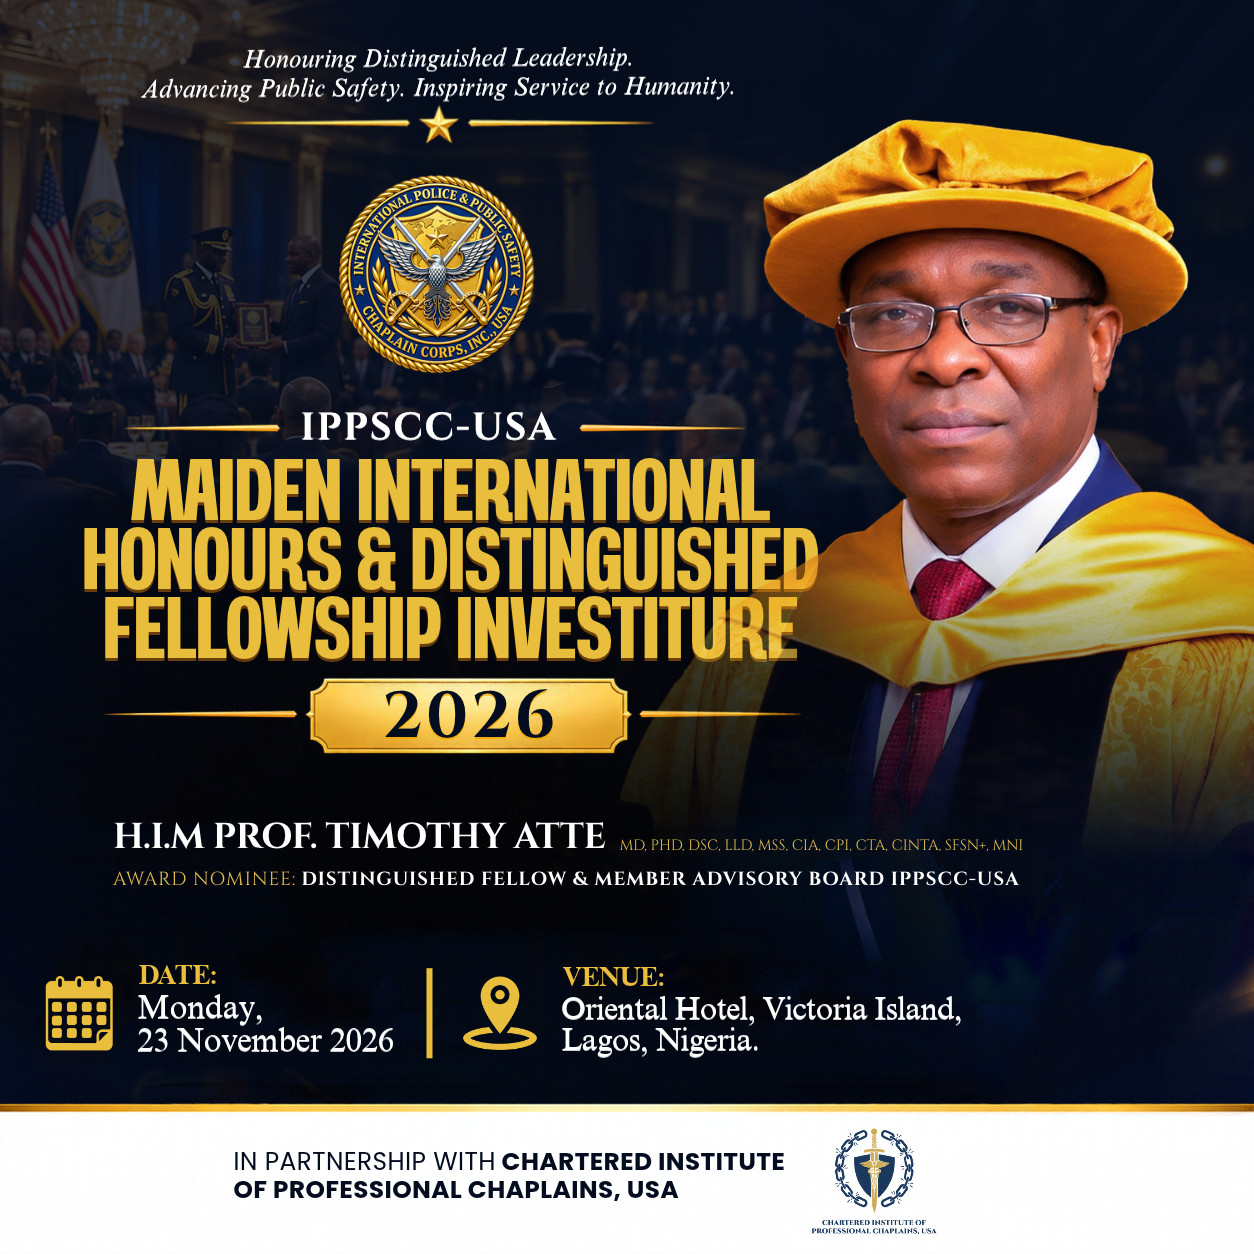 Honouring Distinguished Leadership.
Advancing Public Safety. Inspiring Service to Humanity.
INTERNATIONAL POLICE & PUBLIC SAFETY
CHAPLAIN CORPS, INC., USA
IPPSCC-USA
MAIDEN INTERNATIONAL
HONOURS & DISTINGUISHED
FELLOWSHIP INVESTITURE
2026
H.I.M PROF. TIMOTHY ATTE MD, PHD, DSC, LLD, MSS, CIA, CPI, CTA, CINTA, SFSN+, MNI
AWARD NOMINEE: DISTINGUISHED FELLOW & MEMBER ADVISORY BOARD IPPSCC-USA
DATE:
Monday,
23 November 2026
VENUE:
Oriental Hotel, Victoria Island,
Lagos, Nigeria.
IN PARTNERSHIP WITH CHARTERED INSTITUTE
OF PROFESSIONAL CHAPLAINS, USA
CHARTERED INSTITUTE OF
PROFESSIONAL CHAPLAINS, USA